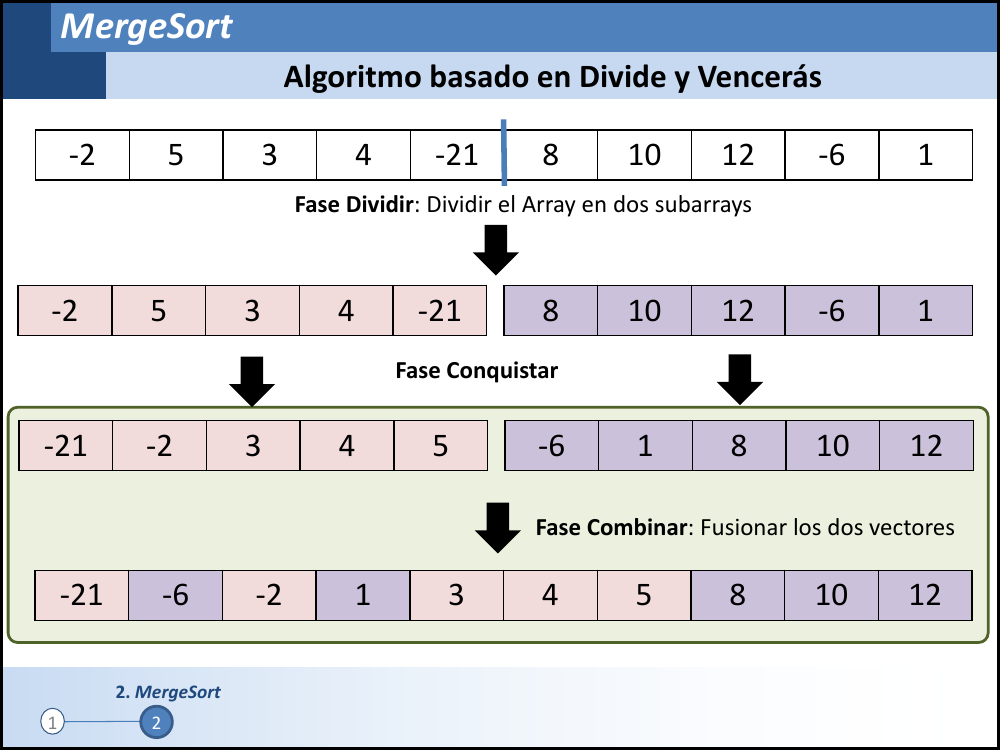 MergeSort
Algoritmo basado en Divide y Vencerás
-2 5 3 4 -21 8 10 12 -6 1
Fase Dividir: Dividir el Array en dos subarrays
-2 5 3 4 -21 8 10 12 -6 1
Fase Conquistar
-21 -2 3 4 5 -6 1 8 10 12
Fase Combinar: Fusionar los dos vectores
-21 -6 -2 1 3 4 5 8 10 12
2. MergeSort
1 2